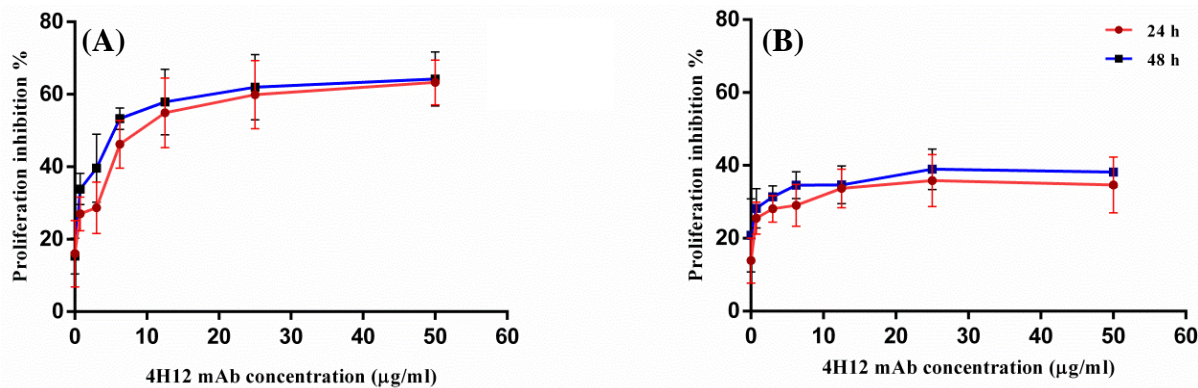 (A)
Proliferation inhibition %
80
60
40
20
0
0 10 20 30 40 50 60
4H12 mAb concentration (μg/ml)
(B)
24 h
48 h
Proliferation inhibition %
80
60
40
20
0
0 10 20 30 40 50 60
4H12 mAb concentration (μg/ml)